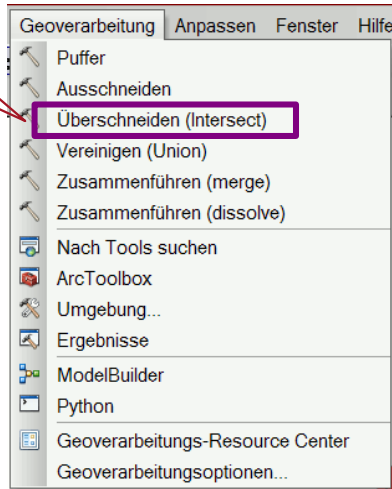 Geoverarbeitung Anpassen Fenster Hilfe
Puffer
Ausschneiden
Überschneiden (Intersect)
Vereinigen (Union)
Zusammenführen (merge)
Zusammenführen (dissolve)
Nach Tools suchen
ArcToolbox
Umgebung...
Ergebnisse
ModelBuilder
Python
Geoverarbeitungs-Resource Center
Geoverarbeitungsoptionen...